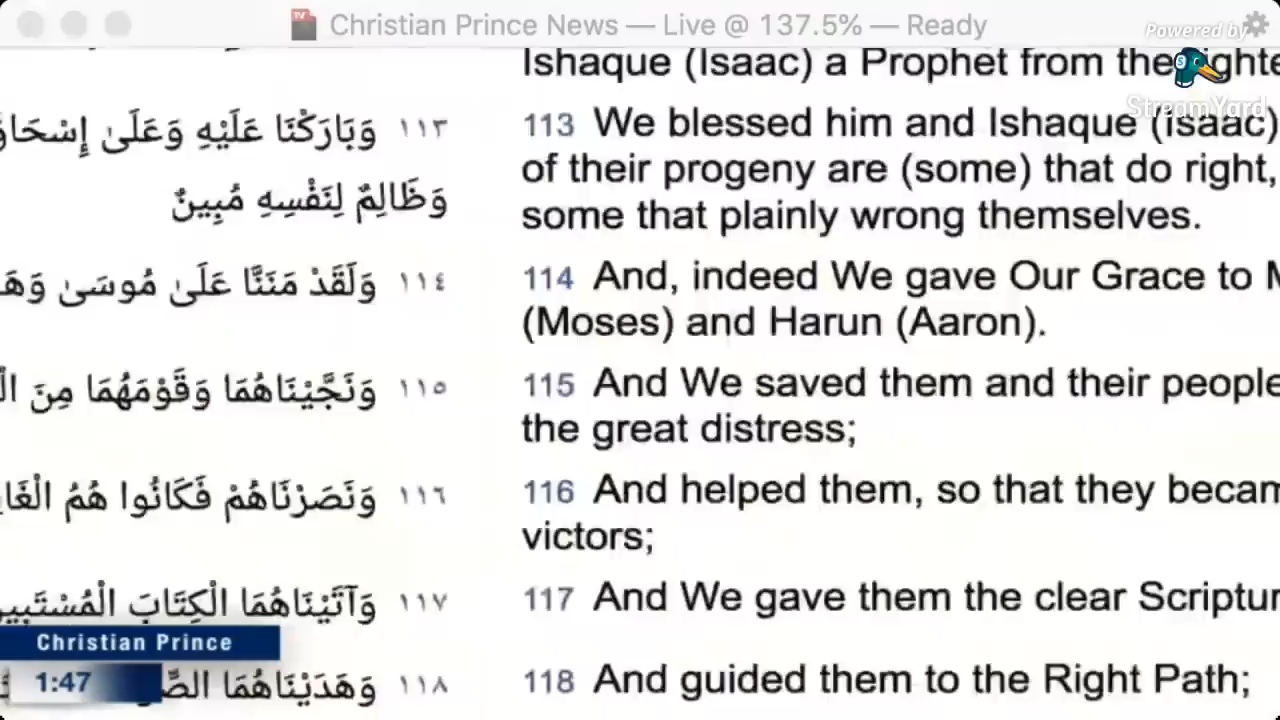 Christian Prince News — Live @ 137.5% — Ready
Powered by
StreamYard
Ishaque (Isaac) a Prophet from the
١١٣ وَبَارَكْنَا عَلَيْهِ وَعَلَىٰ
113 We blessed him and Ishaque (Isaac)
of their progeny are (some) that do right,
وَظَالِمٌ لِنَفْسِهِ مُبِينٌ
some that plainly wrong themselves.
١١٤ وَلَقَدْ مَنَنَّا عَلَىٰ مُوسَىٰ
114 And, indeed We gave Our Grace to
(Moses) and Harun (Aaron).
١١٥ وَنَجَّيْنَاهُمَا وَقَوْمَهُمَا مِنَ
115 And We saved them and their people
the great distress;
١١٦ وَنَصَرْنَاهُمْ فَكَانُوا هُمُ
116 And helped them, so that they
victors;
١١٧ وَآتَيْنَاهُمَا الْكِتَابَ
117 And We gave them the clear
Christian Prince
1:47
١١٨ وَهَدَيْنَاهُمَا
118 And guided them to the Right Path;